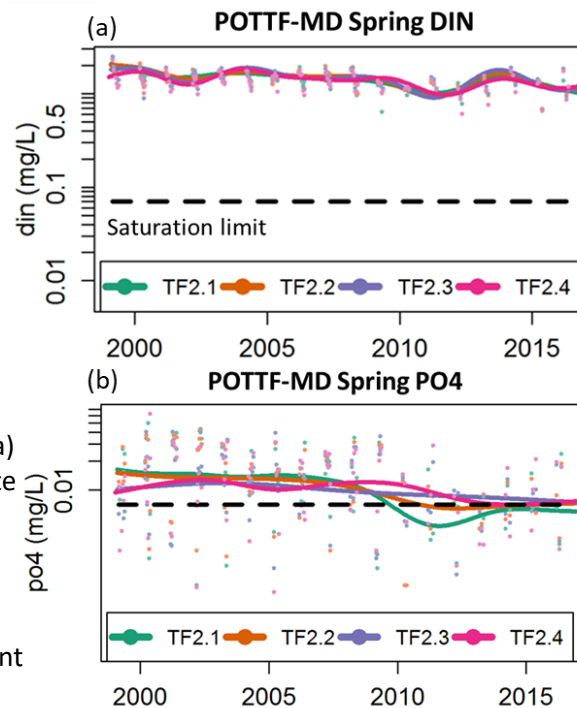 (a)
POTTF-MD Spring DIN
din (mg/L)
0.5
0.1
0.01
Saturation limit
TF2.1 TF2.2 TF2.3 TF2.4
2000 2005 2010 2015
(b)
POTTF-MD Spring PO4
a)
te
po4 (mg/L)
0.01
TF2.1 TF2.2 TF2.3 TF2.4
nt
2000 2005 2010 2015